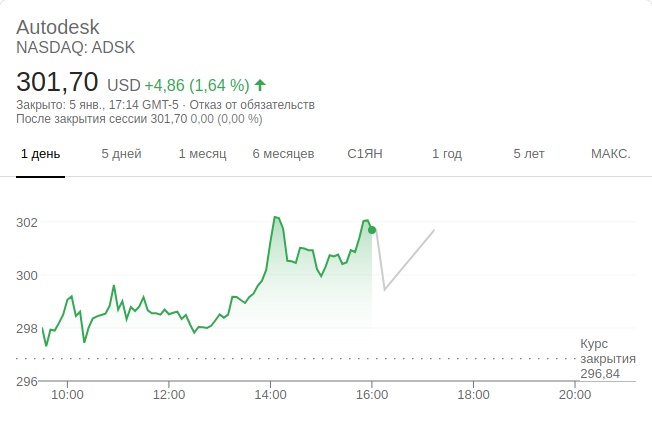 Autodesk
NASDAQ: ADSK
301,70 USD +4,86 (1,64 %)
Закрыто: 5 янв., 17:14 GMT-5 · Отказ от обязательств
После закрытия сессии 301,70 0,00 (0,00 %)
1 день 5 дней 1 месяц 6 месяцев С1ЯН 1 год 5 лет МАКС.
302
300
298
Курс
закрытия
296,84
296
10:00 12:00 14:00 16:00 18:00 20:00